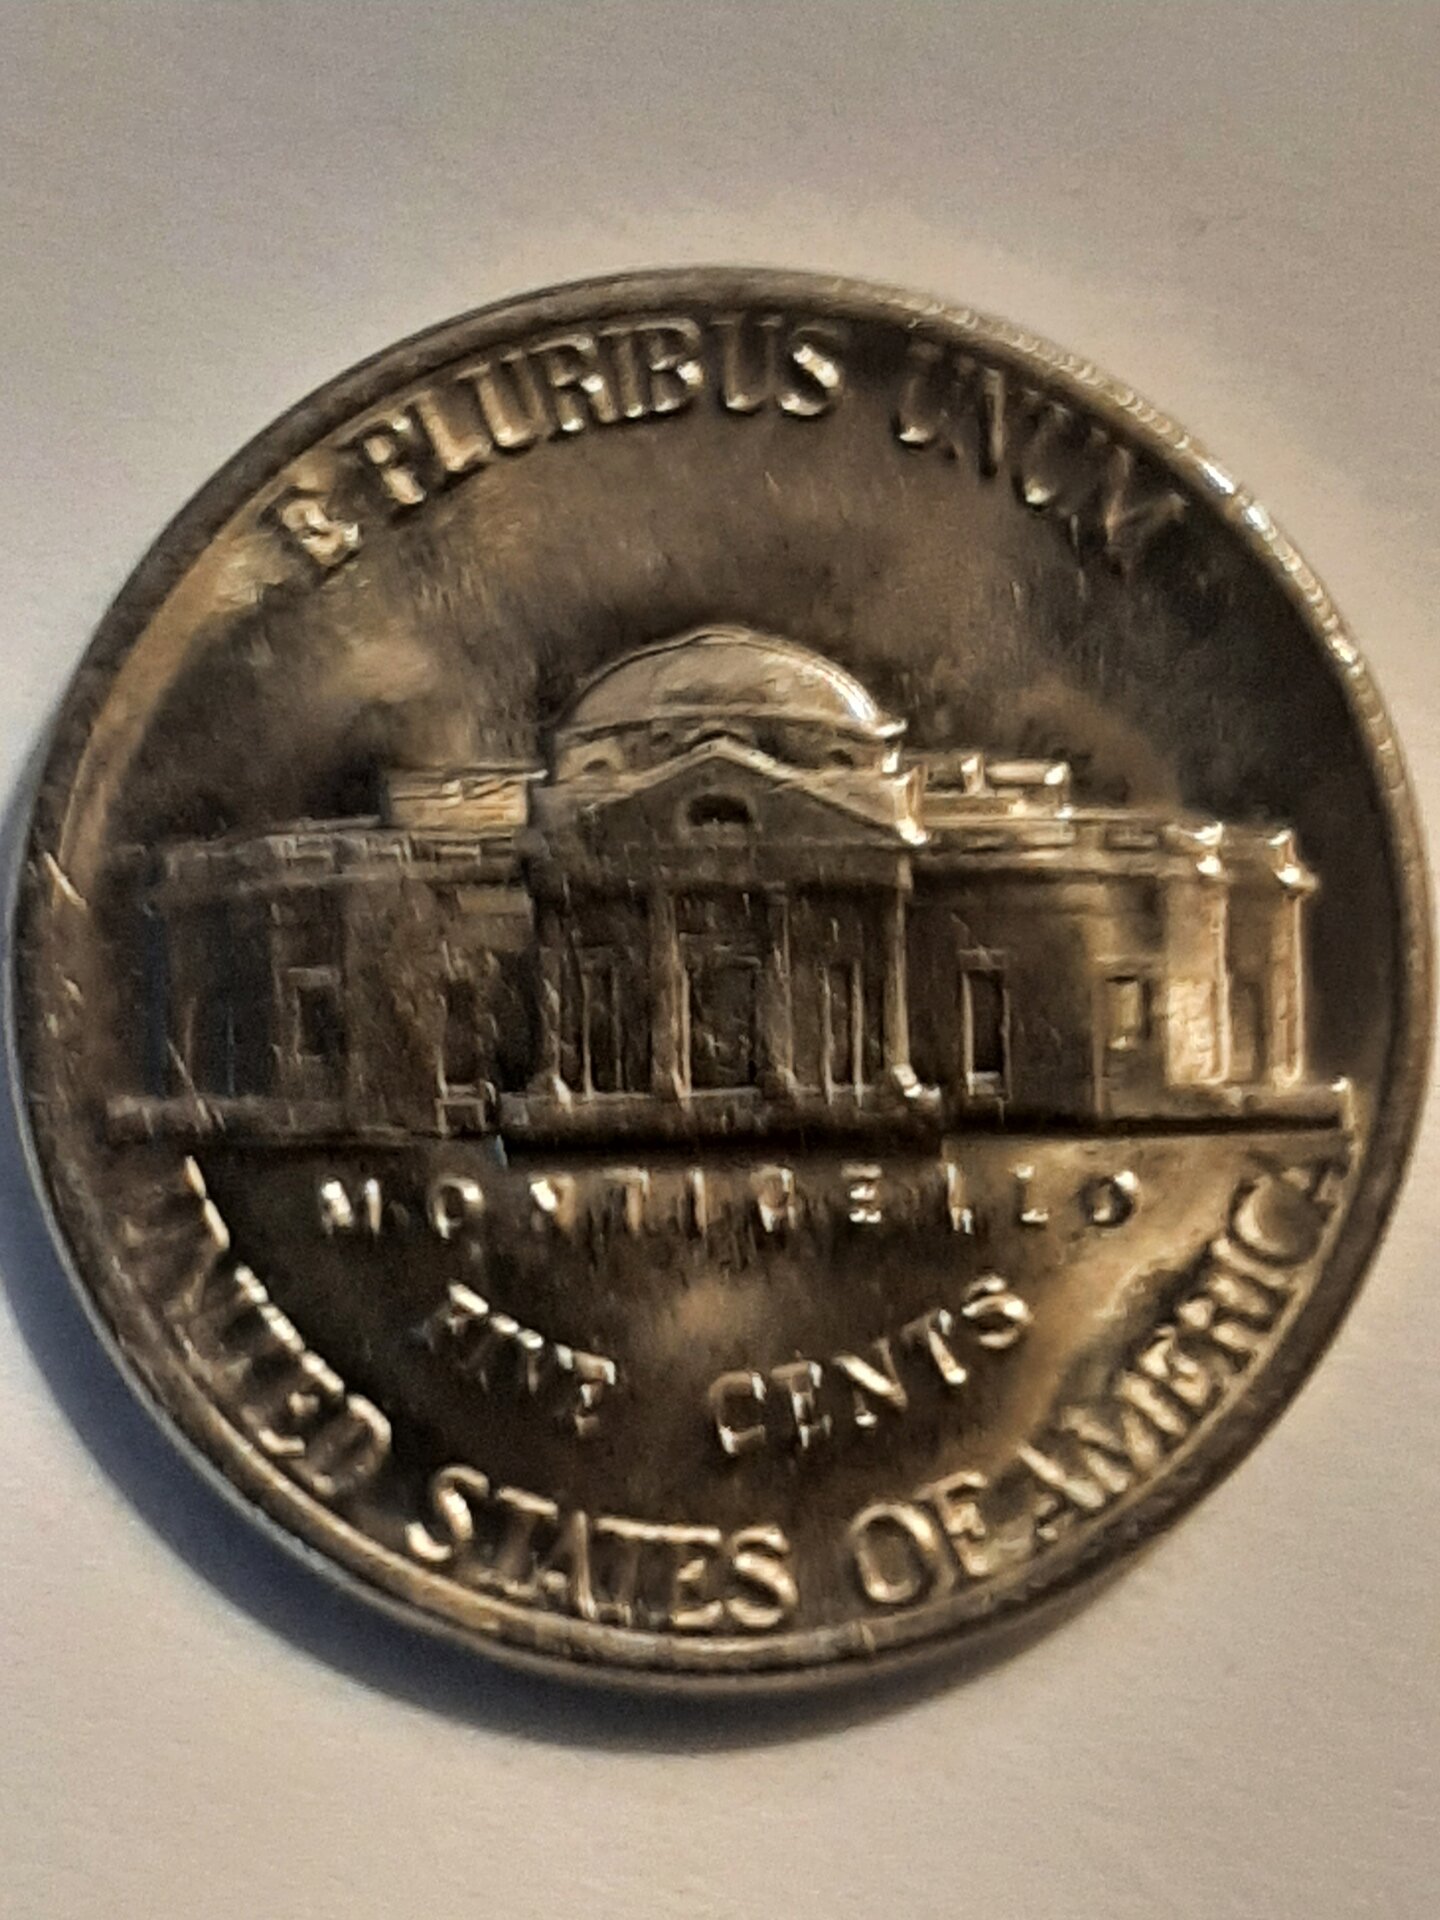 E PLURIBUS UNUM
MONTICELLO
FIVE CENTS
UNITED STATES OF AMERICA